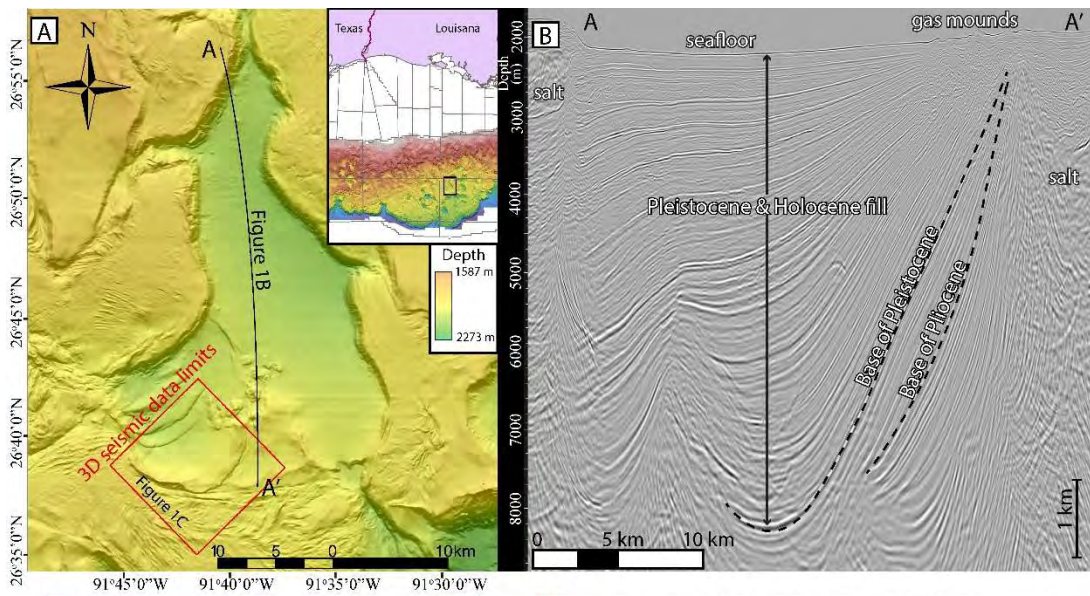 A
N
A
Figure 1B
3D seismic data limits
Figure 1C
A'
10
5
0
10km
26°55'0"N
26°50'0"N
26°45'0"N
26°40'0"N
26°35'0"N
91°45'0"W
91°40'0"W
91°35'0"W
91°30'0"W
Texas
Louisana
Depth
1587 m
2273 m
B
A
A'
seafloor
gas mounds
salt
salt
Pleistocene & Holocene fill
Base of Pleistocene
Base of Pliocene
Depth
(m)
2000
3000
4000
5000
6000
7000
8000
0
5 km
10 km
1 km